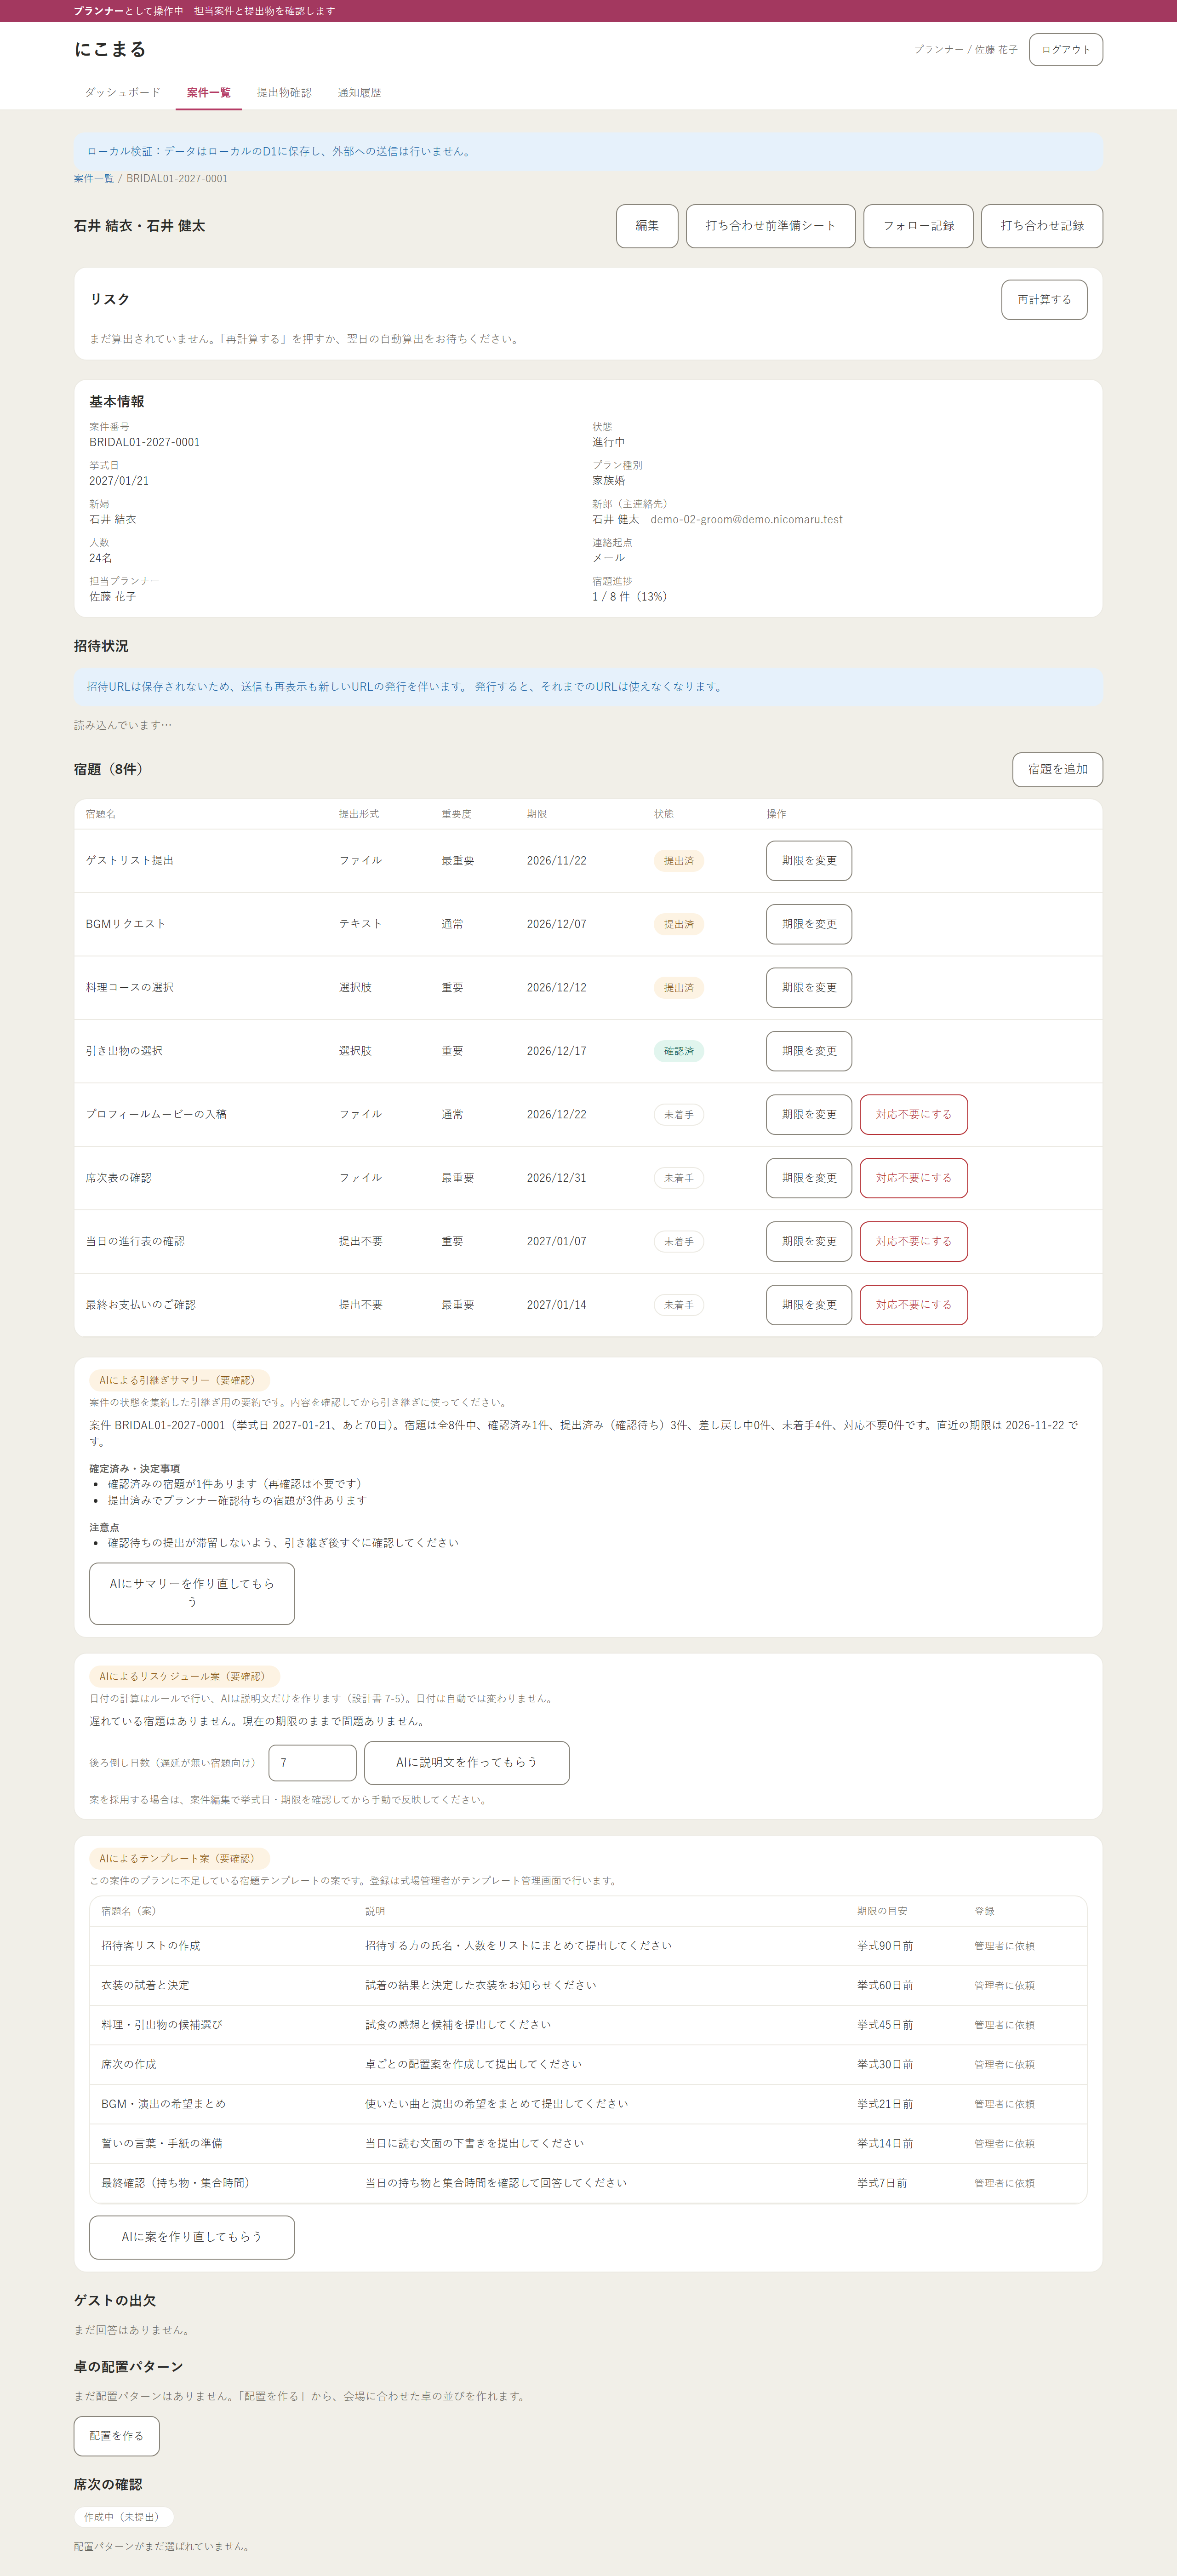 プランナーとして操作中 担当案件と提出物を確認します
にこまる
プランナー / 佐藤 花子 ログアウト
ダッシュボード 案件一覧 提出物確認 通知履歴
ローカル検証：データはローカルのD1に保存し、外部への送信は行いません。
案件一覧 / BRIDAL01-2027-0001
石井 結衣・石井 健太 編集 打ち合わせ前準備シート フォロー記録 打ち合わせ記録
リスク 再計算する
まだ算出されていません。「再計算する」を押すか、翌日の自動算出をお待ちください。
基本情報
案件番号 状態
BRIDAL01-2027-0001 進行中
挙式日 プラン種別
2027/01/21 家族婚
新婦 新郎（主連絡先）
石井 結衣 石井 健太 demo-02-groom@demo.nicomaru.test
人数 連絡起点
24名 メール
担当プランナー 宿題進捗
佐藤 花子 1 / 8 件（13%）
招待状況
招待URLは保存されないため、送信も再表示も新しいURLの発行を伴います。 発行すると、それまでのURLは使えなくなります。
読み込んでいます…
宿題（8件） 宿題を追加
宿題名 提出形式 重要度 期限 状態 操作
ゲストリスト提出 ファイル 最重要 2026/11/22 提出済 期限を変更
BGMリクエスト テキスト 通常 2026/12/07 提出済 期限を変更
料理コースの選択 選択肢 重要 2026/12/12 提出済 期限を変更
引き出物の選択 選択肢 重要 2026/12/17 確認済 期限を変更
プロフィールムービーの入稿 ファイル 通常 2026/12/22 未着手 期限を変更 対応不要にする
席次表の確認 ファイル 最重要 2026/12/31 未着手 期限を変更 対応不要にする
当日の進行表の確認 提出不要 重要 2027/01/07 未着手 期限を変更 対応不要にする
最終お支払いのご確認 提出不要 最重要 2027/01/14 未着手 期限を変更 対応不要にする
AIによる引継ぎサマリー（要確認）
案件の状態を集約した引継ぎ用の要約です。内容を確認してから引き継ぎに使ってください。
案件 BRIDAL01-2027-0001（挙式日 2027-01-21、あと70日）。宿題は全8件中、確認済み1件、提出済み（確認待ち）3件、差し戻し中0件、未着手4件、対応不要0件です。直近の期限は 2026-11-22 で
す。
確定済み・決定事項
• 確認済みの宿題が1件あります（再確認は不要です）
• 提出済みでプランナー確認待ちの宿題が3件あります
注意点
• 確認待ちの提出が滞留しないよう、引き継ぎ後すぐに確認してください
AIにサマリーを作り直してもら
う
AIによるリスケジュール案（要確認）
日付の計算はルールで行い、AIは説明文だけを作ります（設計書 7-5）。日付は自動では変わりません。
遅れている宿題はありません。現在の期限のままで問題ありません。
後ろ倒し日数（遅延が無い宿題向け） 7 AIに説明文を作ってもらう
案を採用する場合は、案件編集で挙式日・期限を確認してから手動で反映してください。
AIによるテンプレート案（要確認）
この案件のプランに不足している宿題テンプレートの案です。登録は式場管理者がテンプレート管理画面で行います。
宿題名（案） 説明 期限の目安 登録
招待客リストの作成 招待する方の氏名・人数をリストにまとめて提出してください 挙式90日前 管理者に依頼
衣装の試着と決定 試着の結果と決定した衣装をお知らせください 挙式60日前 管理者に依頼
料理・引出物の候補選び 試食の感想と候補を提出してください 挙式45日前 管理者に依頼
席次の作成 卓ごとの配置案を作成して提出してください 挙式30日前 管理者に依頼
BGM・演出の希望まとめ 使いたい曲と演出の希望をまとめて提出してください 挙式21日前 管理者に依頼
誓いの言葉・手紙の準備 当日に読む文面の下書きを提出してください 挙式14日前 管理者に依頼
最終確認（持ち物・集合時間） 当日の持ち物と集合時間を確認して回答してください 挙式7日前 管理者に依頼
AIに案を作り直してもらう
ゲストの出欠
まだ回答はありません。
卓の配置パターン
まだ配置パターンはありません。「配置を作る」から、会場に合わせた卓の並びを作れます。
配置を作る
席次の確認
作成中（未提出）
配置パターンがまだ選ばれていません。